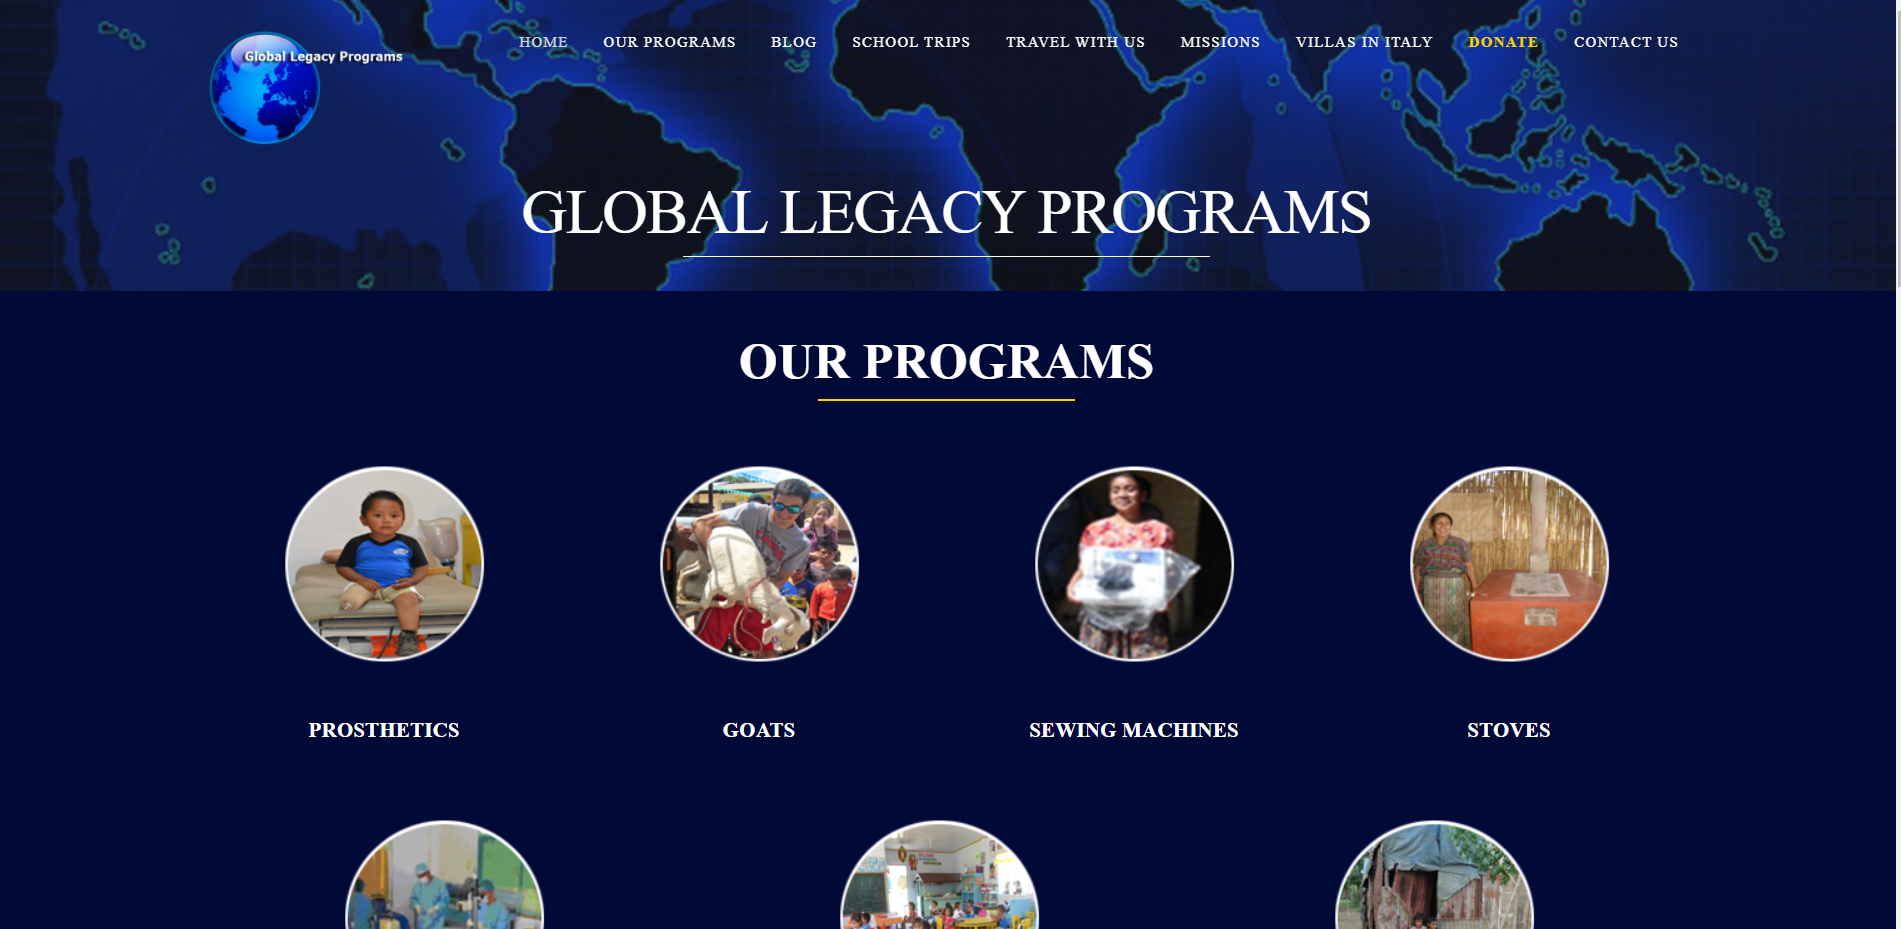 Global Legacy Programs
HOME OUR PROGRAMS BLOG SCHOOL TRIPS TRAVEL WITH US MISSIONS VILLAS IN ITALY DONATE CONTACT US
GLOBAL LEGACY PROGRAMS
OUR PROGRAMS
PROSTHETICS GOATS SEWING MACHINES STOVES